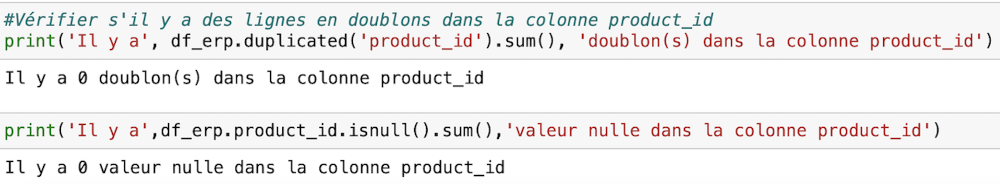 #Vérifier s'il y a des lignes en doublons dans la colonne product_id
print('Il y a', df_erp.duplicated('product_id').sum(), 'doublon(s) dans la colonne product_id')
Il y a 0 doublon(s) dans la colonne product_id
print('Il y a',df_erp.product_id.isnull().sum(),'valeur nulle dans la colonne product_id')
Il y a 0 valeur nulle dans la colonne product_id